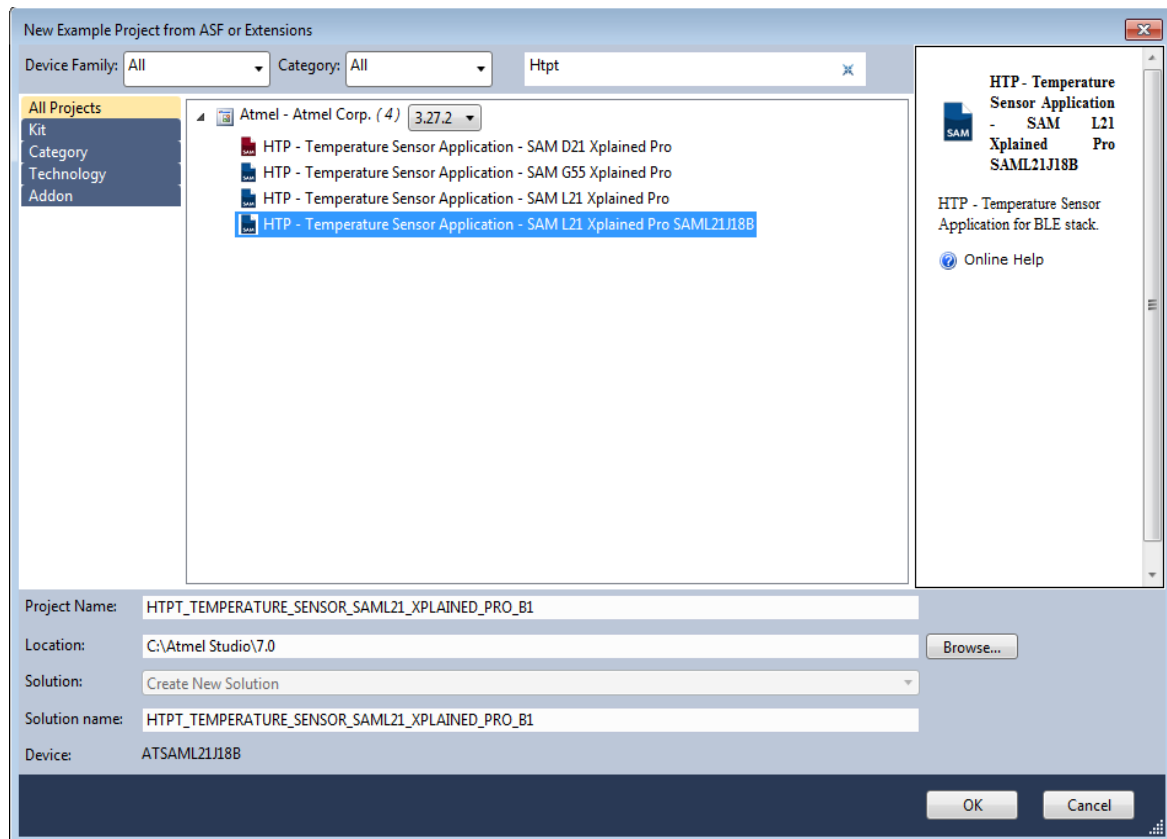 New Example Project from ASF or Extensions
Device Family: All Category: All Htpt
All Projects
Kit
Category
Technology
Addon
Atmel - Atmel Corp. (4) 3.27.2
HTP - Temperature Sensor Application - SAM D21 Xplained Pro
HTP - Temperature Sensor Application - SAM G55 Xplained Pro
HTP - Temperature Sensor Application - SAM L21 Xplained Pro
HTP - Temperature Sensor Application - SAM L21 Xplained Pro SAML21J18B
SAM
HTP - Temperature
Sensor Application
- SAM L21
Xplained Pro
SAML21J18B
HTP - Temperature Sensor
Application for BLE stack.
Online Help
Project Name: HTPT_TEMPERATURE_SENSOR_SAML21_XPLAINED_PRO_B1
Location: C:\Atmel Studio\7.0 Browse...
Solution: Create New Solution
Solution name: HTPT_TEMPERATURE_SENSOR_SAML21_XPLAINED_PRO_B1
Device: ATSAML21J18B
OK Cancel